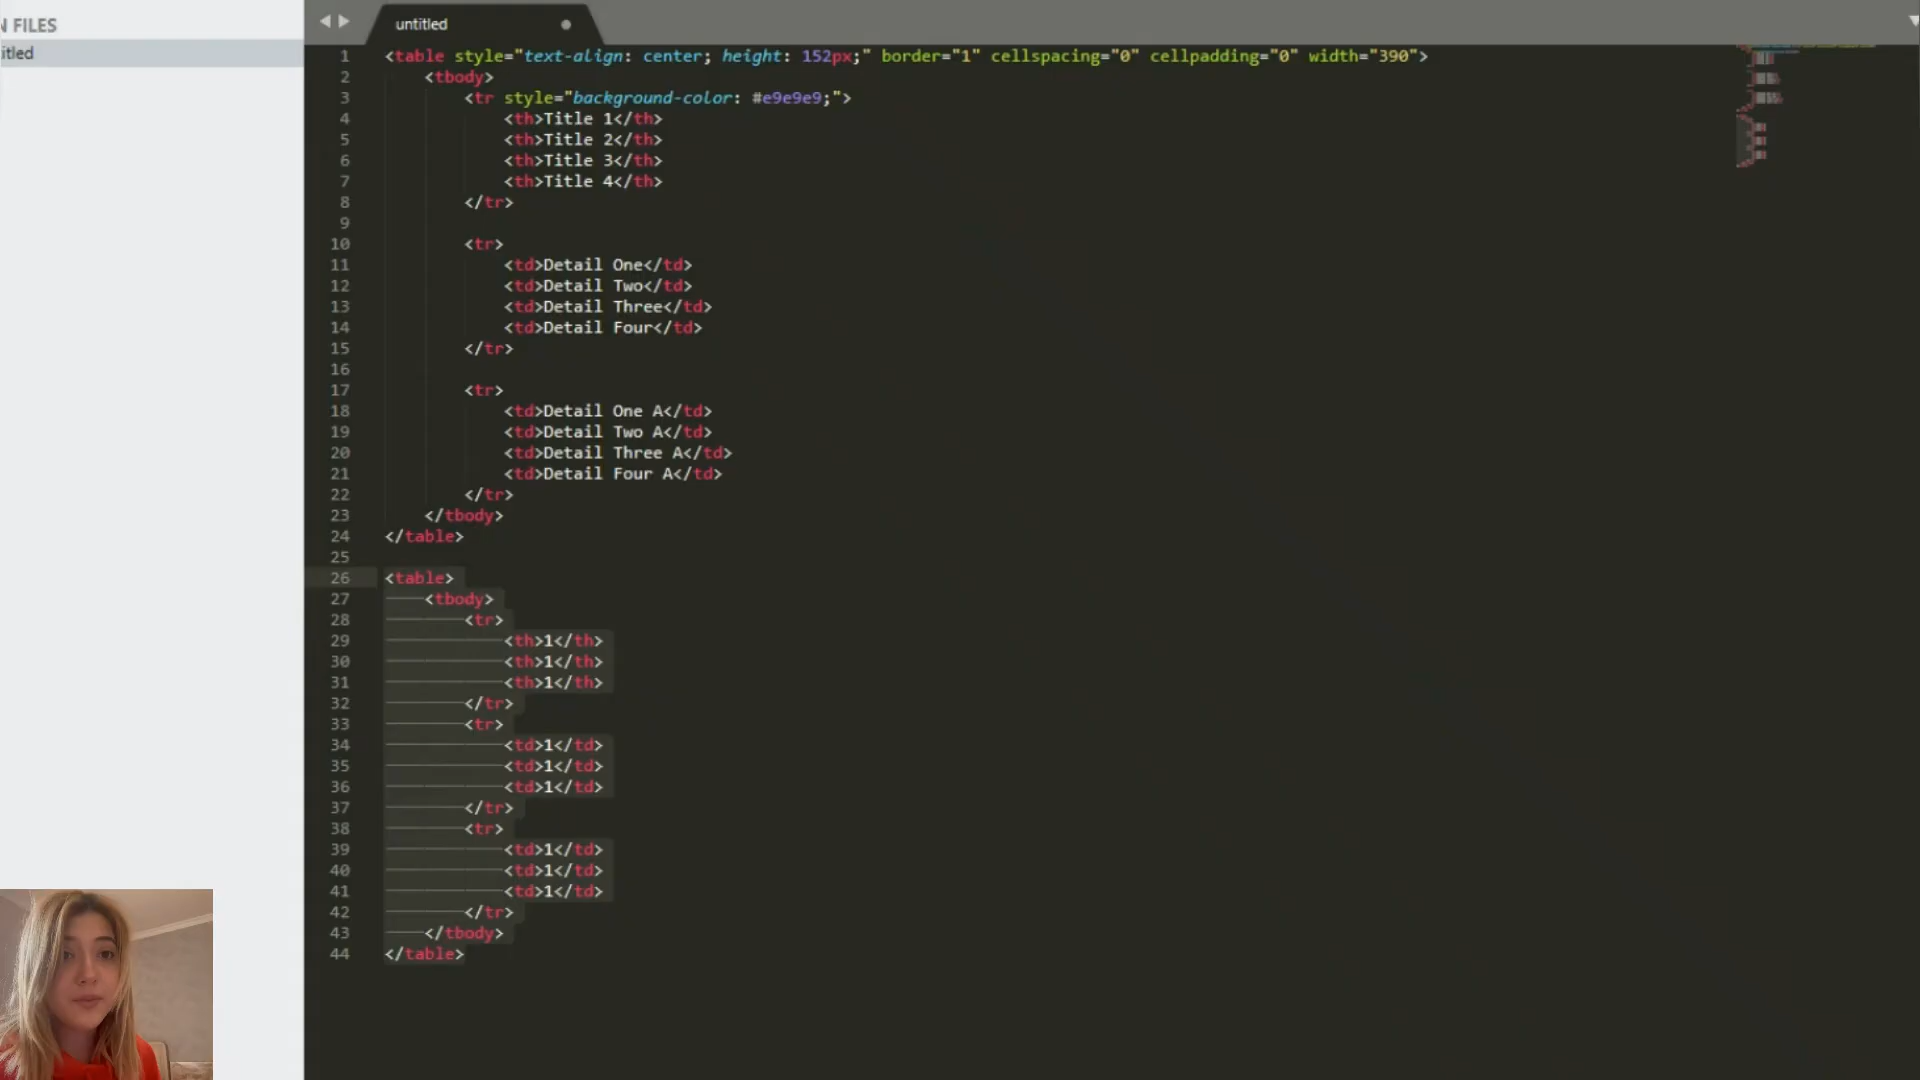 N FILES
itled
untitled
1 <table style="text-align: center; height: 152px;" border="1" cellspacing="0" cellpadding="0" width="390">
2 <tbody>
3 <tr style="background-color: #e9e9e9;">
4 <th>Title 1</th>
5 <th>Title 2</th>
6 <th>Title 3</th>
7 <th>Title 4</th>
8 </tr>
9
10 <tr>
11 <td>Detail One</td>
12 <td>Detail Two</td>
13 <td>Detail Three</td>
14 <td>Detail Four</td>
15 </tr>
16
17 <tr>
18 <td>Detail One A</td>
19 <td>Detail Two A</td>
20 <td>Detail Three A</td>
21 <td>Detail Four A</td>
22 </tr>
23 </tbody>
24 </table>
25
26 <table>
27 <tbody>
28 <tr>
29 <th>1</th>
30 <th>1</th>
31 <th>1</th>
32 </tr>
33 <tr>
34 <td>1</td>
35 <td>1</td>
36 <td>1</td>
37 </tr>
38 <tr>
39 <td>1</td>
40 <td>1</td>
41 <td>1</td>
42 </tr>
43 </tbody>
44 </table>